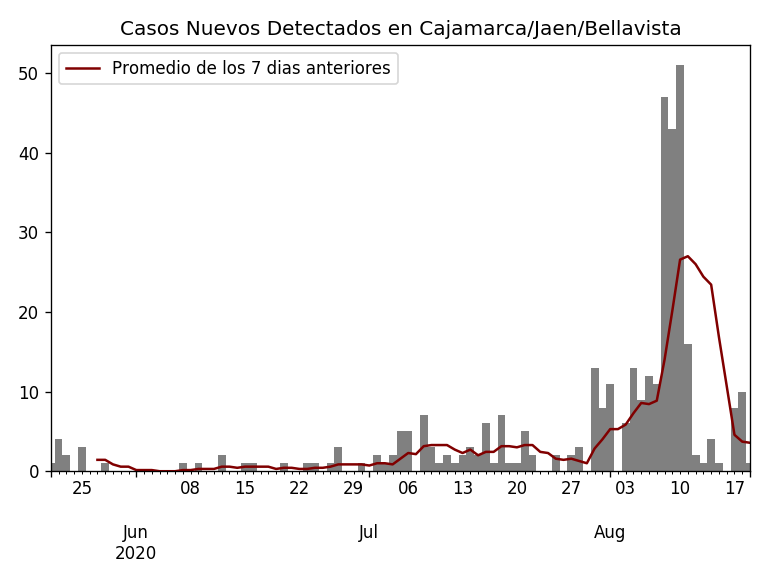 Casos Nuevos Detectados en Cajamarca/Jaen/Bellavista
Promedio de los 7 dias anteriores
50
40
30
20
10
0
25 08 15 22 29 06 13 20 27 03 10 17
Jun Jul Aug
2020